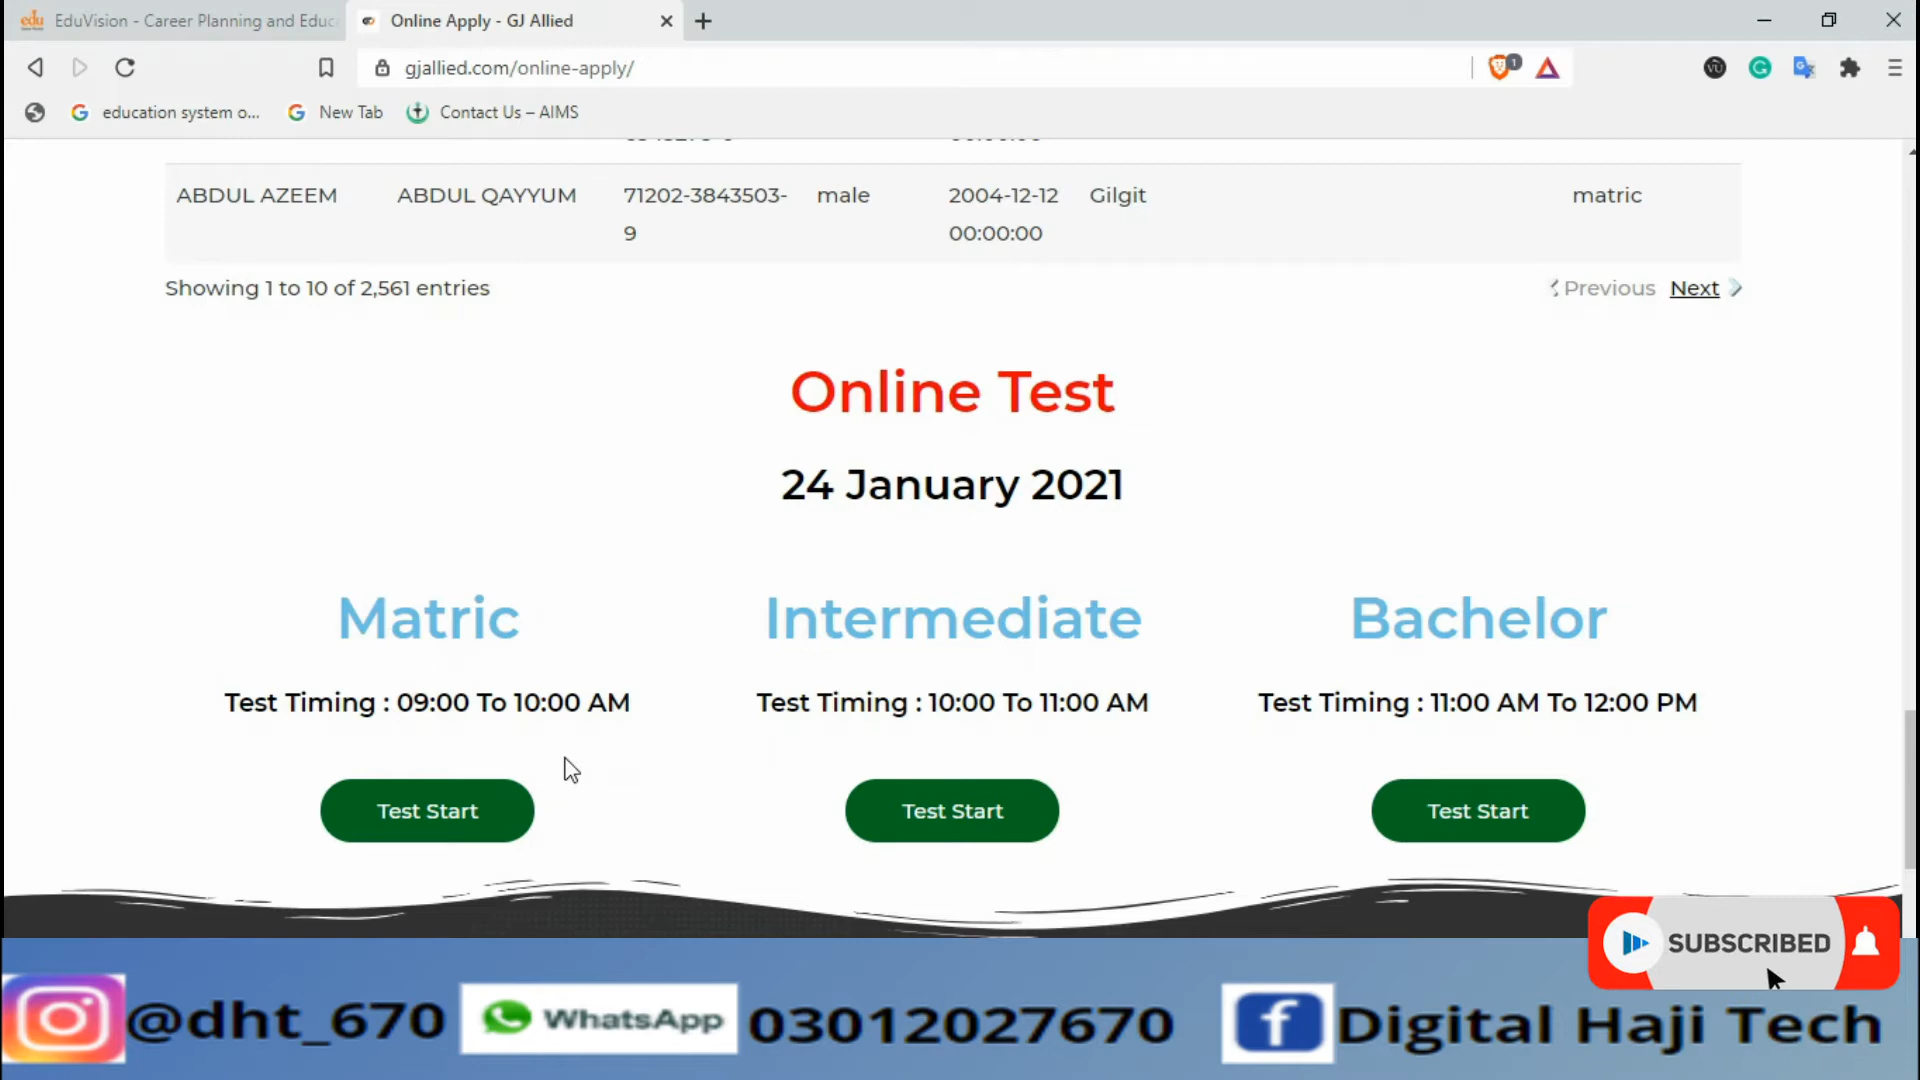 edu EduVision - Career Planning and Educ
Online Apply - GJ Allied
gjallied.com/online-apply/
1
VU
education system o...
New Tab
Contact Us – AIMS
ABDUL AZEEM ABDUL QAYYUM 71202-3843503- male 2004-12-12 Gilgit matric
9 00:00:00
Showing 1 to 10 of 2,561 entries
Previous Next
Online Test
24 January 2021
Matric Intermediate Bachelor
Test Timing : 09:00 To 10:00 AM Test Timing : 10:00 To 11:00 AM Test Timing : 11:00 AM To 12:00 PM
Test Start Test Start Test Start
SUBSCRIBED
@dht_670 WhatsApp 03012027670 f Digital Haji Tech